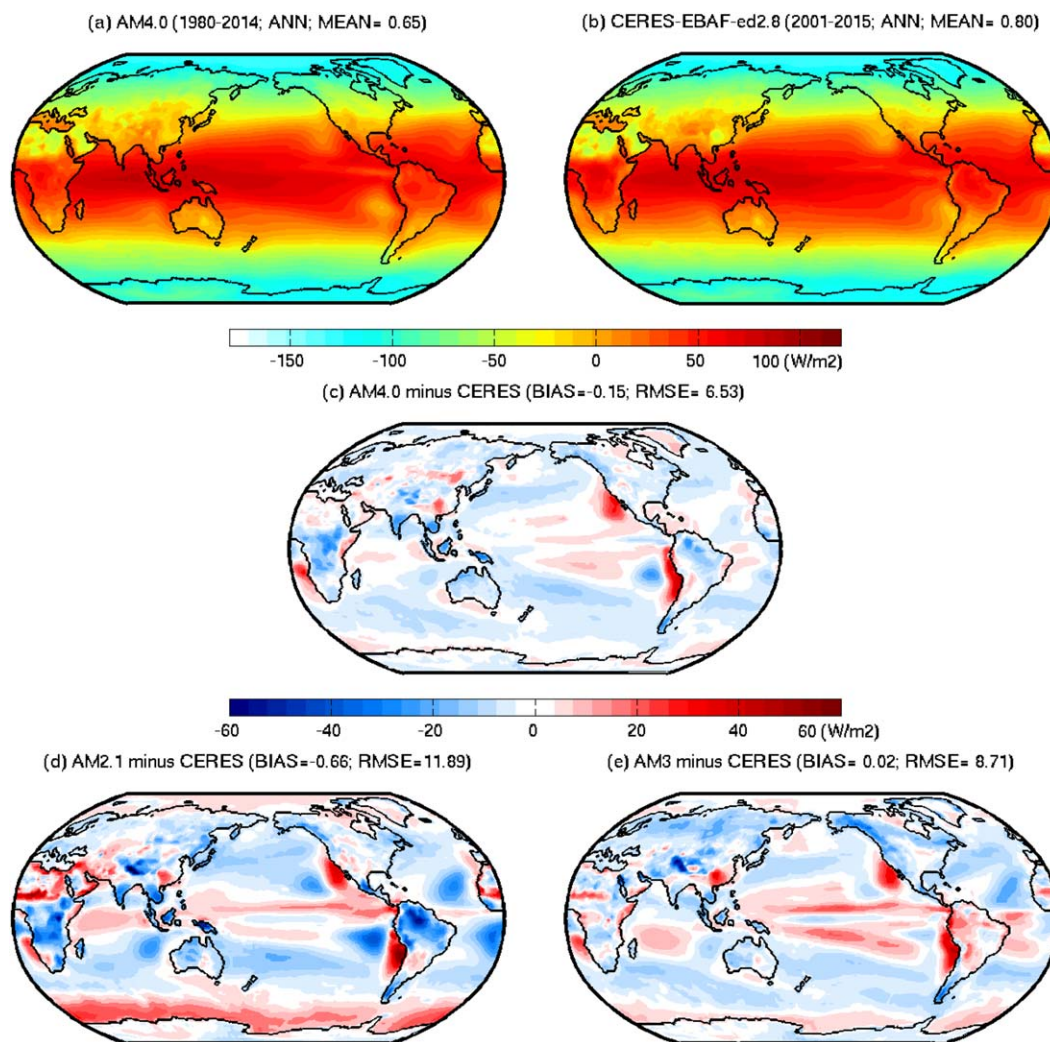 (a) AM4.0 (1980-2014; ANN; MEAN= 0.65)
(b) CERES-EBAF-ed2.8 (2001-2015; ANN; MEAN= 0.80)
-150 -100 -50 0 50 100 (W/m2)
(c) AM4.0 minus CERES (BIAS=-0.15; RMSE= 6.53)
-60 -40 -20 0 20 40 60 (W/m2)
(d) AM2.1 minus CERES (BIAS=-0.66; RMSE=11.89)
(e) AM3 minus CERES (BIAS= 0.02; RMSE= 8.71)